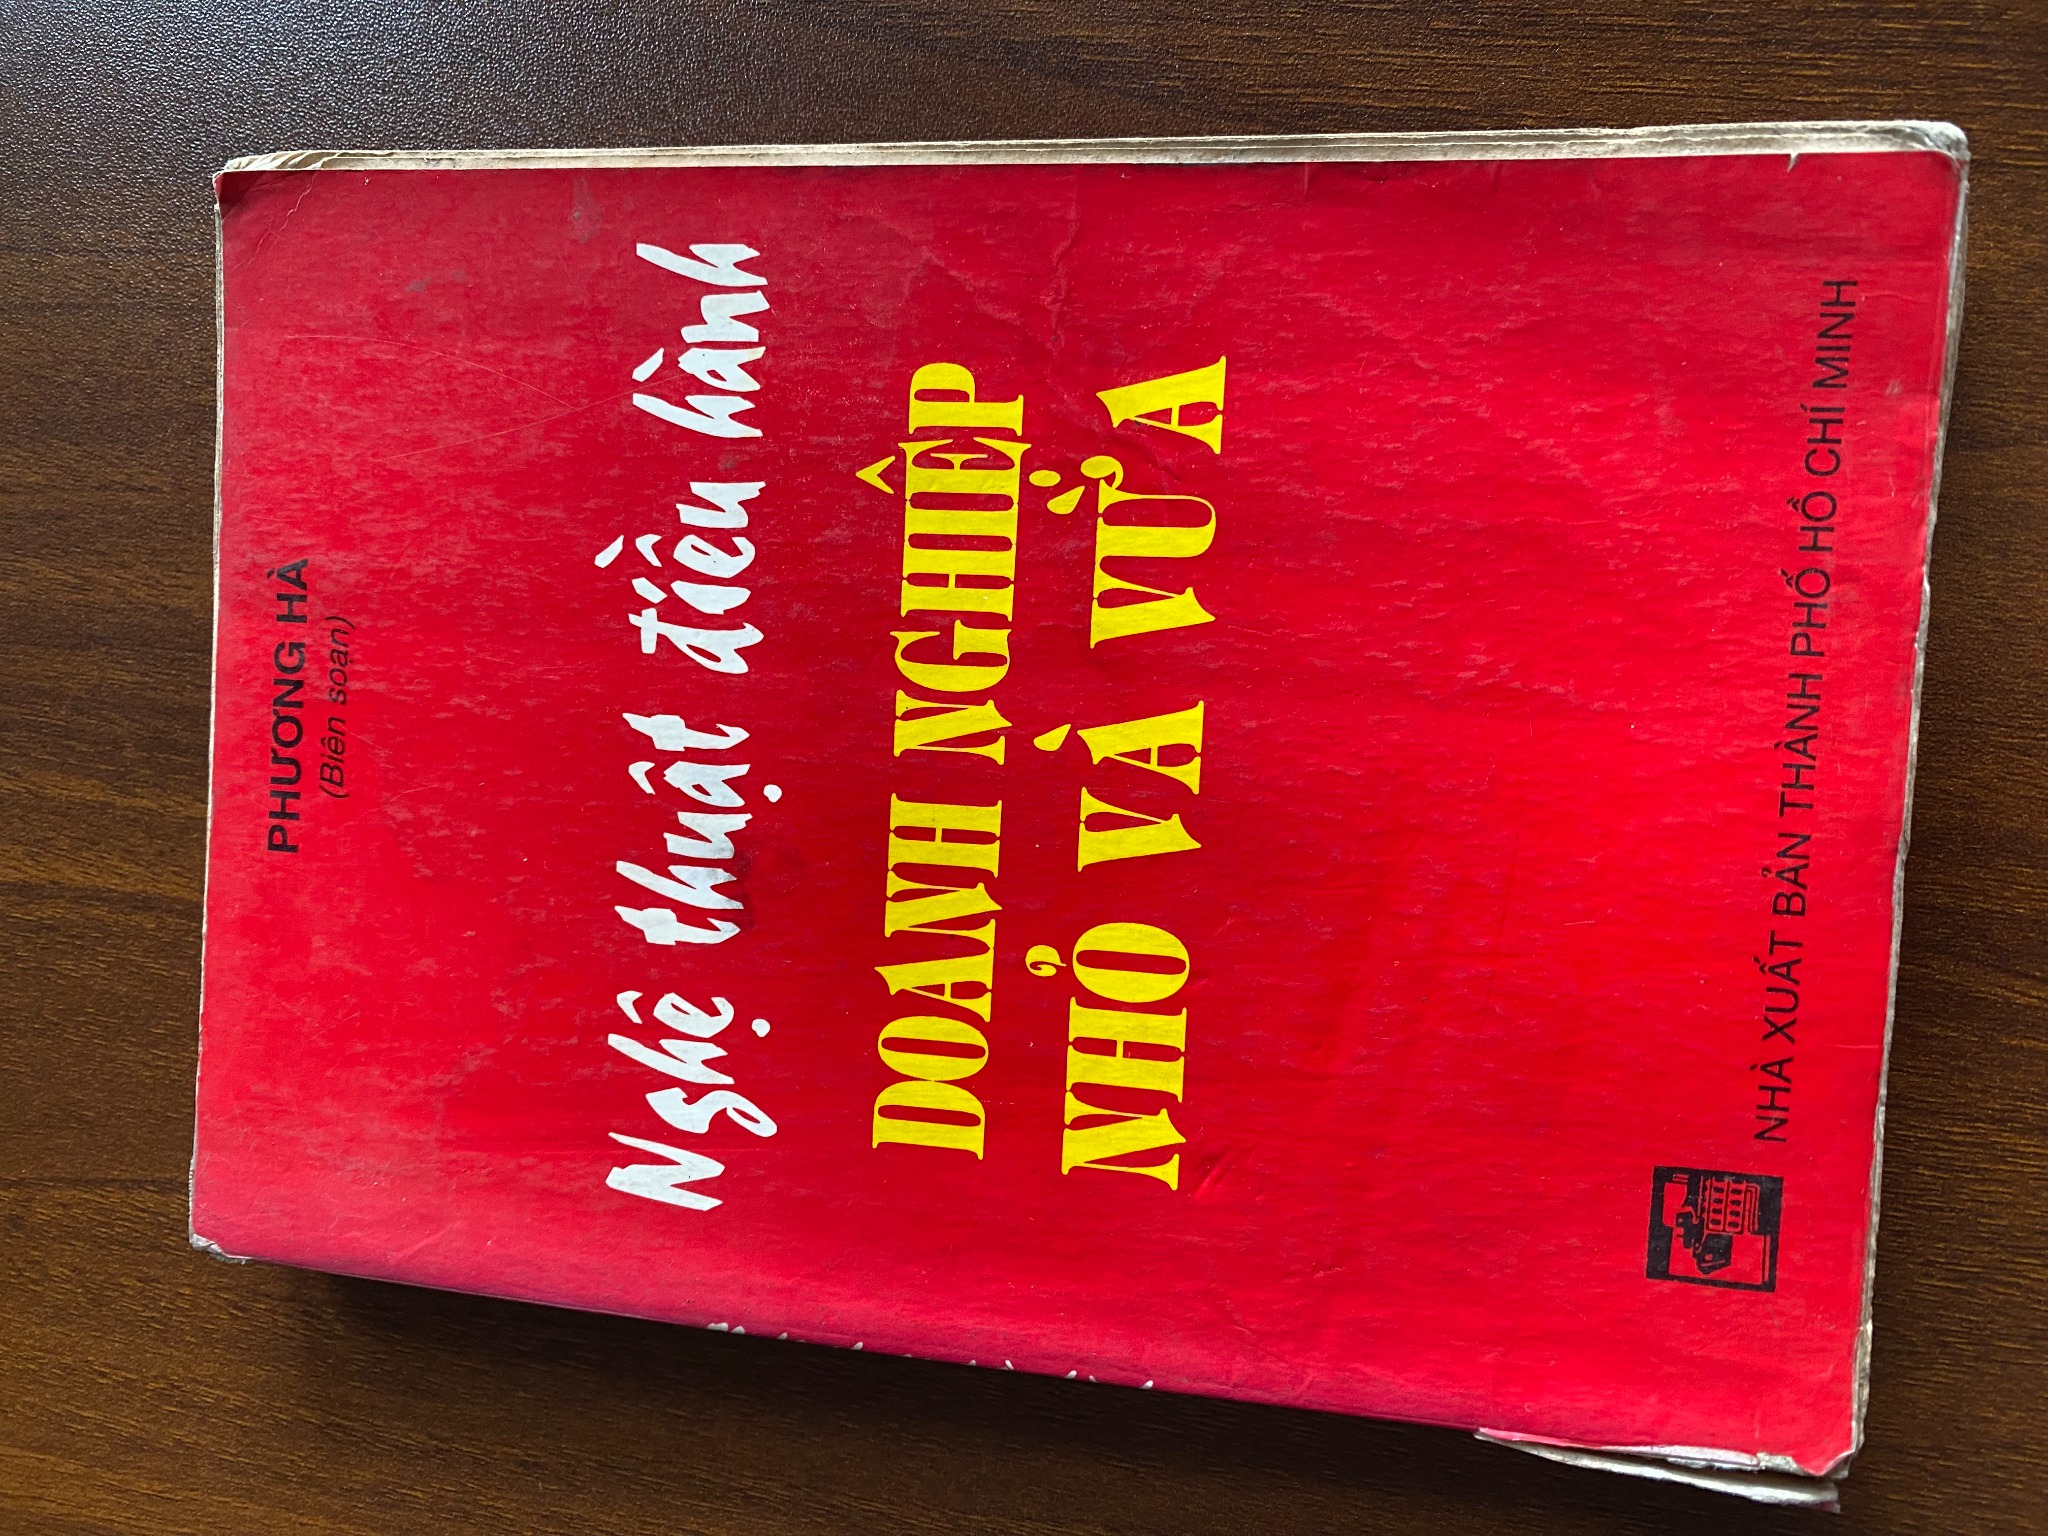 PHƯƠNG HÀ
(Biên soạn)
Nghệ thuật điều hành
DOANH NGHIỆP
NHỎ VÀ VỪA
NHÀ XUẤT BẢN THÀNH PHỐ HỒ CHÍ MINH